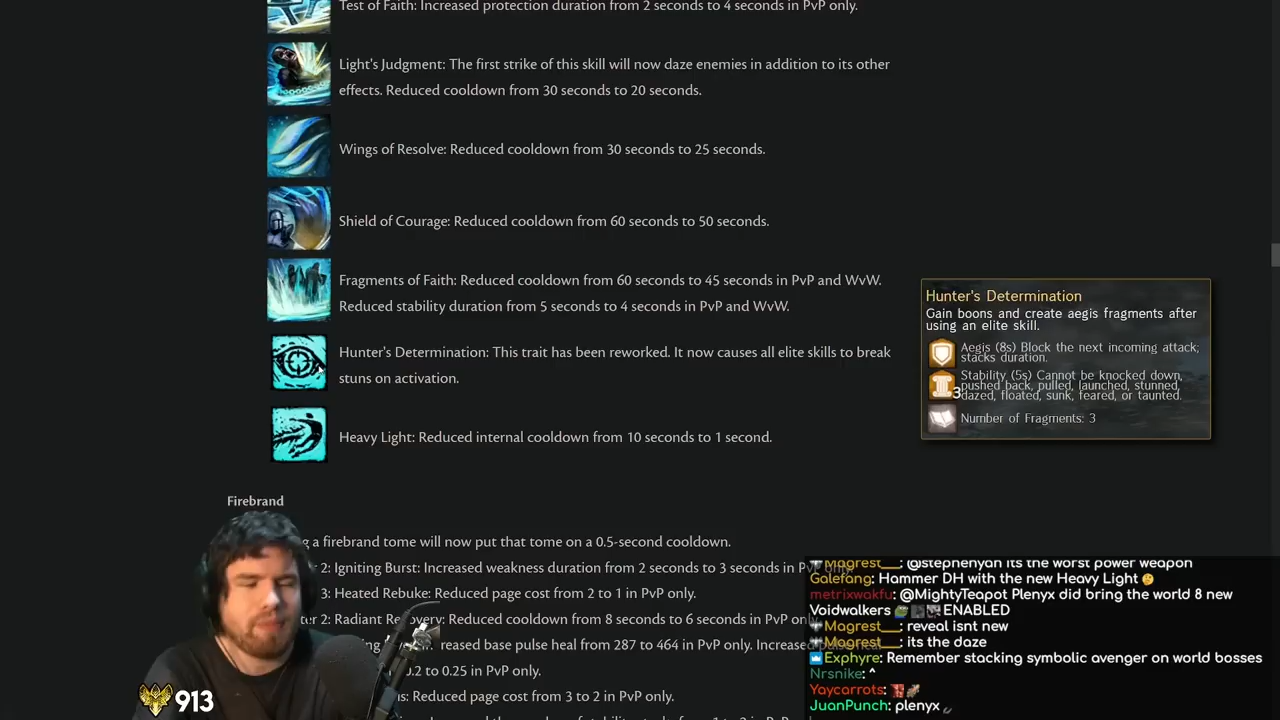 Test of Faith: Increased protection duration from 2 seconds to 4 seconds in PvP only.
Light's Judgment: The first strike of this skill will now daze enemies in addition to its other
effects. Reduced cooldown from 30 seconds to 20 seconds.
Wings of Resolve: Reduced cooldown from 30 seconds to 25 seconds.
Shield of Courage: Reduced cooldown from 60 seconds to 50 seconds.
Fragments of Faith: Reduced cooldown from 60 seconds to 45 seconds in PvP and WvW.
Reduced stability duration from 5 seconds to 4 seconds in PvP and WvW.
Hunter's Determination: This trait has been reworked. It now causes all elite skills to break
stuns on activation.
Heavy Light: Reduced internal cooldown from 10 seconds to 1 second.
Hunter's Determination
Gain boons and create aegis fragments after
using an elite skill.
Aegis (8s) Block the next incoming attack;
stacks duration.
3 Stability (5s) Cannot be knocked down,
pushed back, pulled, launched, stunned,
dazed, floated, sunk, feared, or taunted.
Number of Fragments: 3
Firebrand
g a firebrand tome will now put that tome on a 0.5-second cooldown.
2: Igniting Burst: Increased weakness duration from 2 seconds to 3 seconds in PvP only.
3: Heated Rebuke: Reduced page cost from 2 to 1 in PvP only.
ter 2: Radiant Recovery: Reduced cooldown from 8 seconds to 6 seconds in PvP only
reased base pulse heal from 287 to 464 in PvP only. Increased
0.2 to 0.25 in PvP only.
us: Reduced page cost from 3 to 2 in PvP only.
Magrest__: @stephenyan its the worst power weapon
Galefang: Hammer DH with the new Heavy Light
metrixwakfu: @MightyTeapot Plenyx did bring the world 8 new
Voidwalkers ENABLED
Magrest__: reveal isnt new
Magrest__: its the daze
Exphyre: Remember stacking symbolic avenger on world bosses
Nrsnike: ^
Yaycarrots:
JuanPunch: plenyx
913